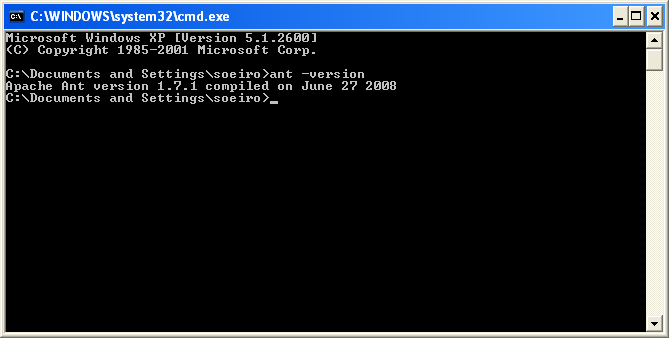 C:\WINDOWS\system32\cmd.exe
Microsoft Windows XP [Version 5.1.2600]
(C) Copyright 1985-2001 Microsoft Corp.
C:\Documents and Settings\soeiro>ant -version
Apache Ant version 1.7.1 compiled on June 27 2008
C:\Documents and Settings\soeiro>_